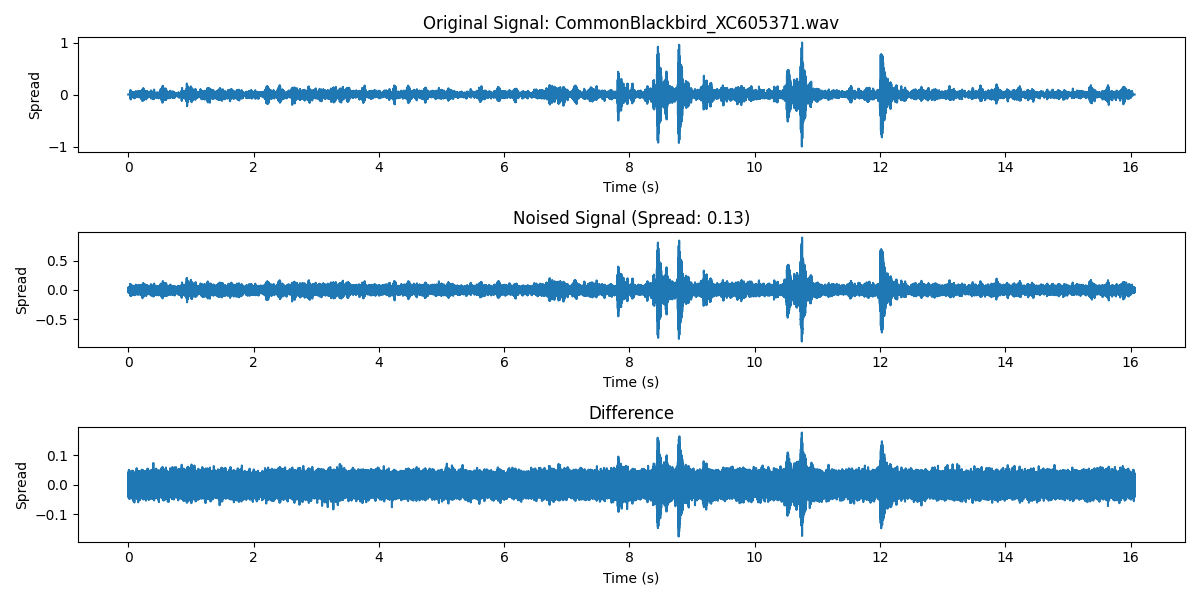 Original Signal: CommonBlackbird_XC605371.wav
Spread
1
0
−1
0 2 4 6 8 10 12 14 16
Time (s)
Noised Signal (Spread: 0.13)
Spread
0.5
0.0
−0.5
0 2 4 6 8 10 12 14 16
Time (s)
Difference
Spread
0.1
0.0
−0.1
0 2 4 6 8 10 12 14 16
Time (s)